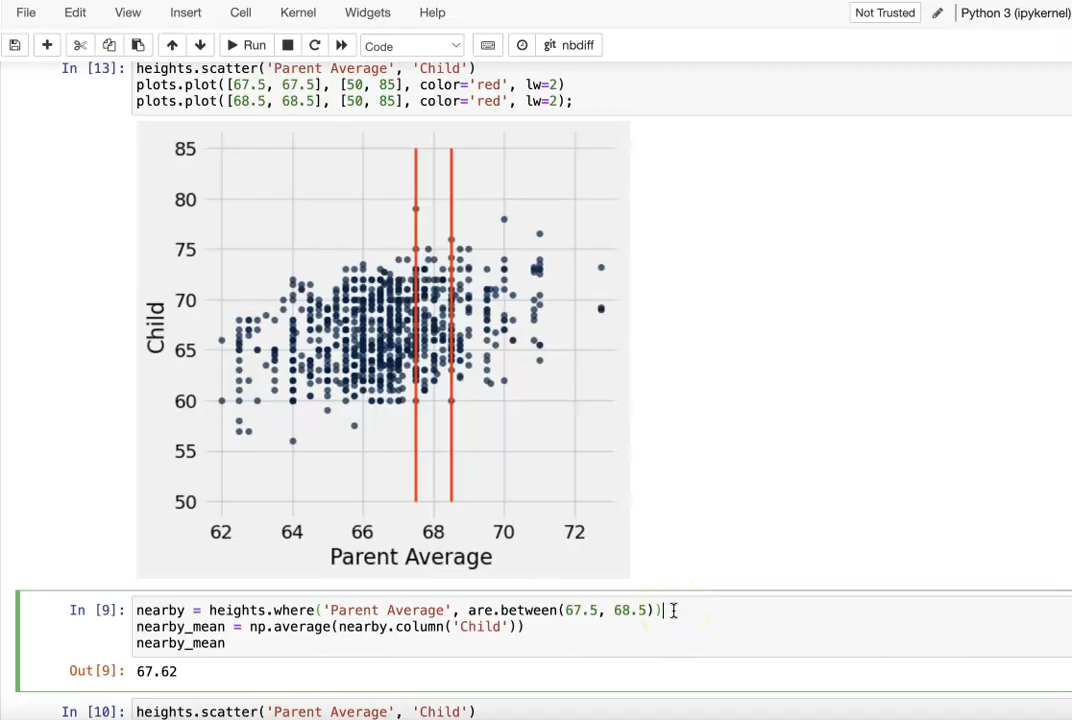 File Edit View Insert Cell Kernel Widgets Help Not Trusted Python 3 (ipykernel)
Run Code git nbdiff
In [13]: heights.scatter('Parent Average', 'Child')
plots.plot([67.5, 67.5], [50, 85], color='red', lw=2)
plots.plot([68.5, 68.5], [50, 85], color='red', lw=2);
85
80
75
70
65
60
55
50
Child
62 64 66 68 70 72
Parent Average
In [9]: nearby = heights.where('Parent Average', are.between(67.5, 68.5))
nearby_mean = np.average(nearby.column('Child'))
nearby_mean
Out[9]: 67.62
In [10]: heights.scatter('Parent Average', 'Child')